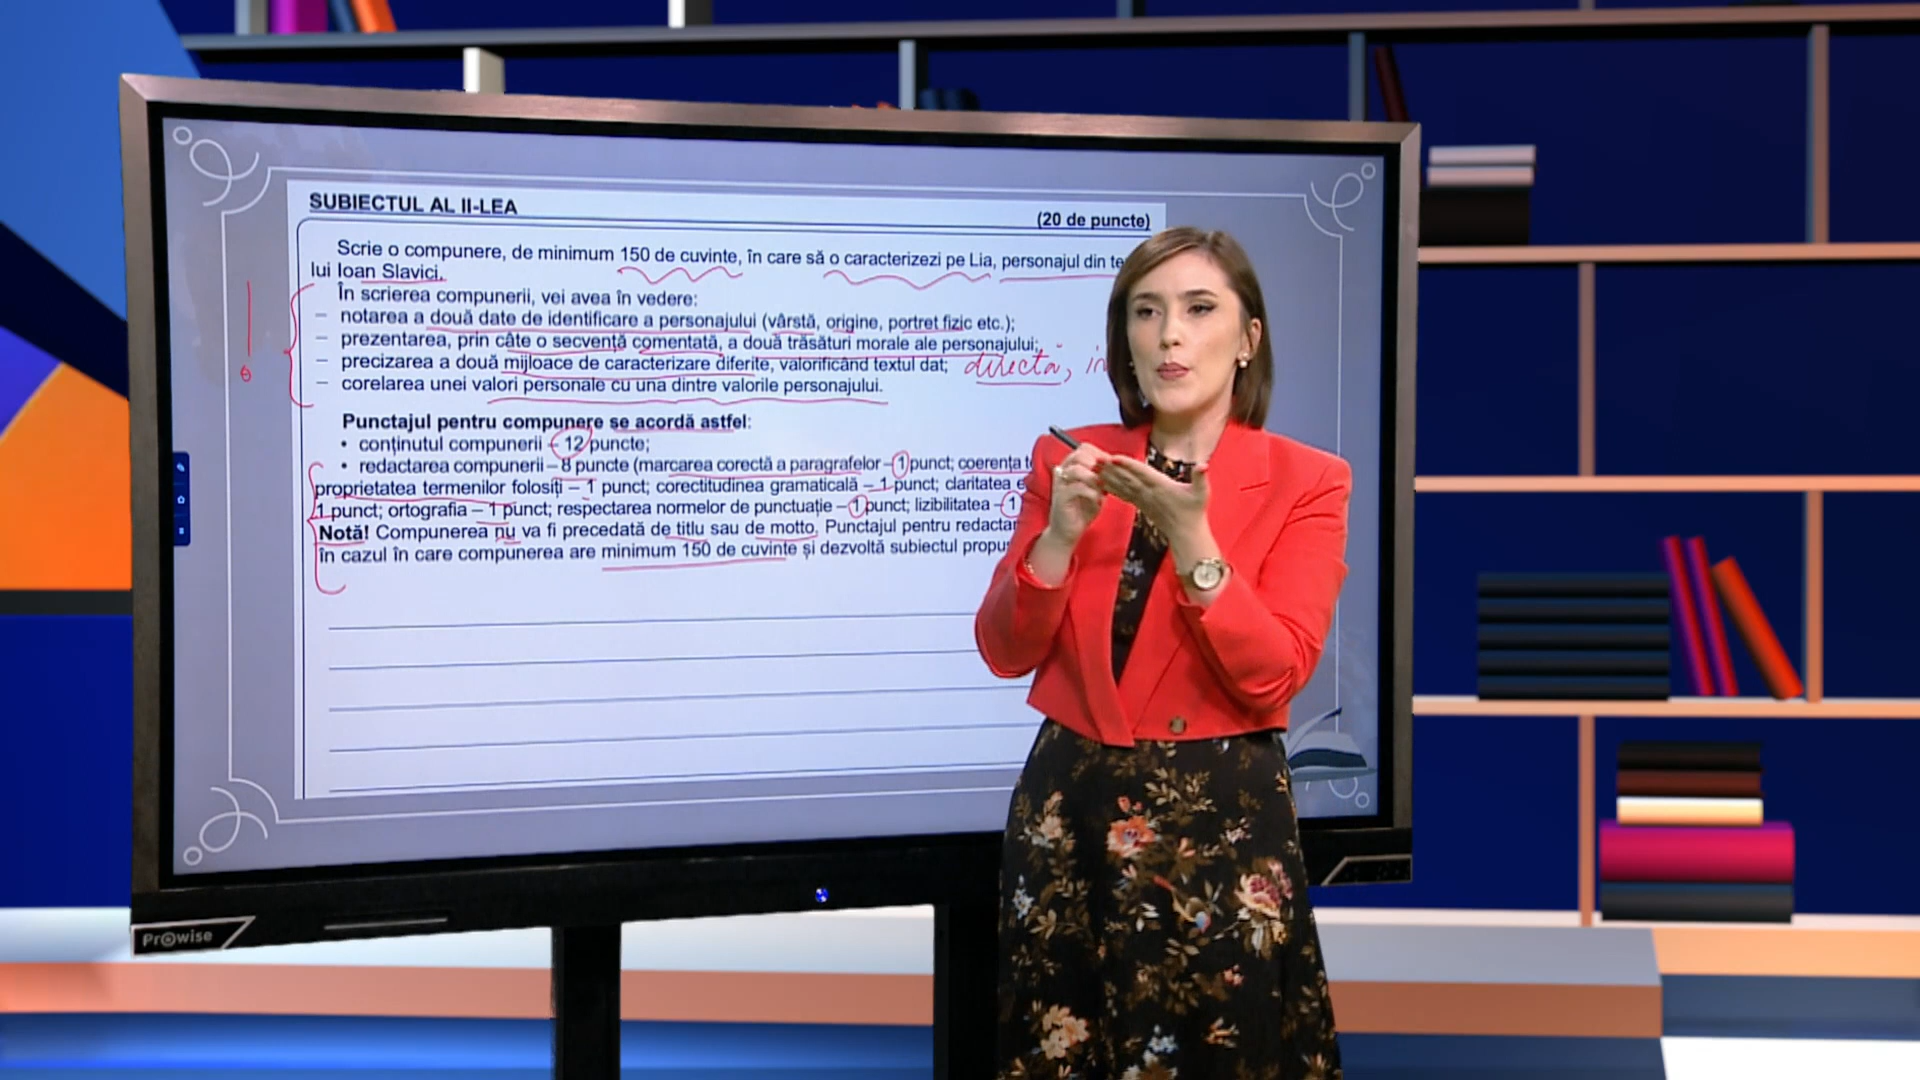 SUBIECTUL AL II-LEA
(20 de puncte)
Scrie o compunere, de minimum 150 de cuvinte, în care să o caracterizezi pe Lia, personajul din
lui Ioan Slavici.
În scrierea compunerii, vei avea în vedere:
– notarea a două date de identificare a personajului (vârstă, origine, portret fizic etc.);
– prezentarea, prin câte o secvență comentată, a două trăsături morale ale personajului;
– precizarea a două mijloace de caracterizare diferite, valorificând textul dat; directă,
– corelarea unei valori personale cu una dintre valorile personajului.
Punctajul pentru compunere se acordă astfel:
• conținutul compunerii – 12 puncte;
• redactarea compunerii – 8 puncte (marcarea corectă a paragrafelor – 1 punct; coerența
proprietatea termenilor folosiți – 1 punct; corectitudinea gramaticală – 1 punct; claritatea
1 punct; ortografia – 1 punct; respectarea normelor de punctuație – 1 punct; lizibilitatea – 1
Notă! Compunerea nu va fi precedată de titlu sau de motto. Punctajul pentru
în cazul în care compunerea are minimum 150 de cuvinte și dezvoltă subiectul
Prowise